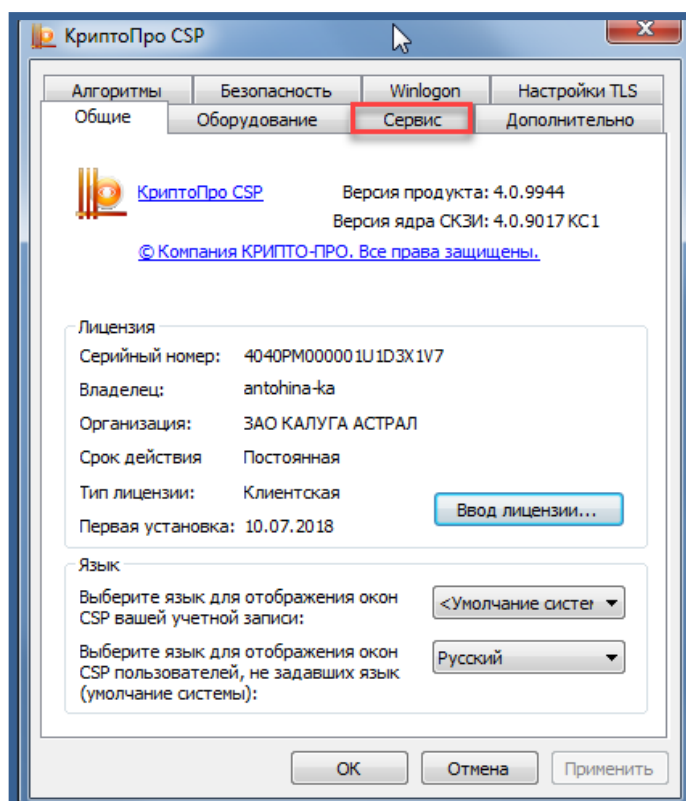 КриптоПро CSP
Алгоритмы Безопасность Winlogon Настройки TLS
Общие Оборудование Сервис Дополнительно
КриптоПро CSP Версия продукта: 4.0.9944
Версия ядра СКЗИ: 4.0.9017 КС1
© Компания КРИПТО-ПРО. Все права защищены.
Лицензия
Серийный номер: 4040PM000001U1D3X1V7
Владелец: antohina-ka
Организация: ЗАО КАЛУГА АСТРАЛ
Срок действия Постоянная
Тип лицензии: Клиентская
Ввод лицензии...
Первая установка: 10.07.2018
Язык
Выберите язык для отображения окон
CSP вашей учетной записи:
<Умолчание систег
Выберите язык для отображения окон
CSP пользователей, не задавших язык
(умолчание системы):
Русский
ОК Отмена Применить